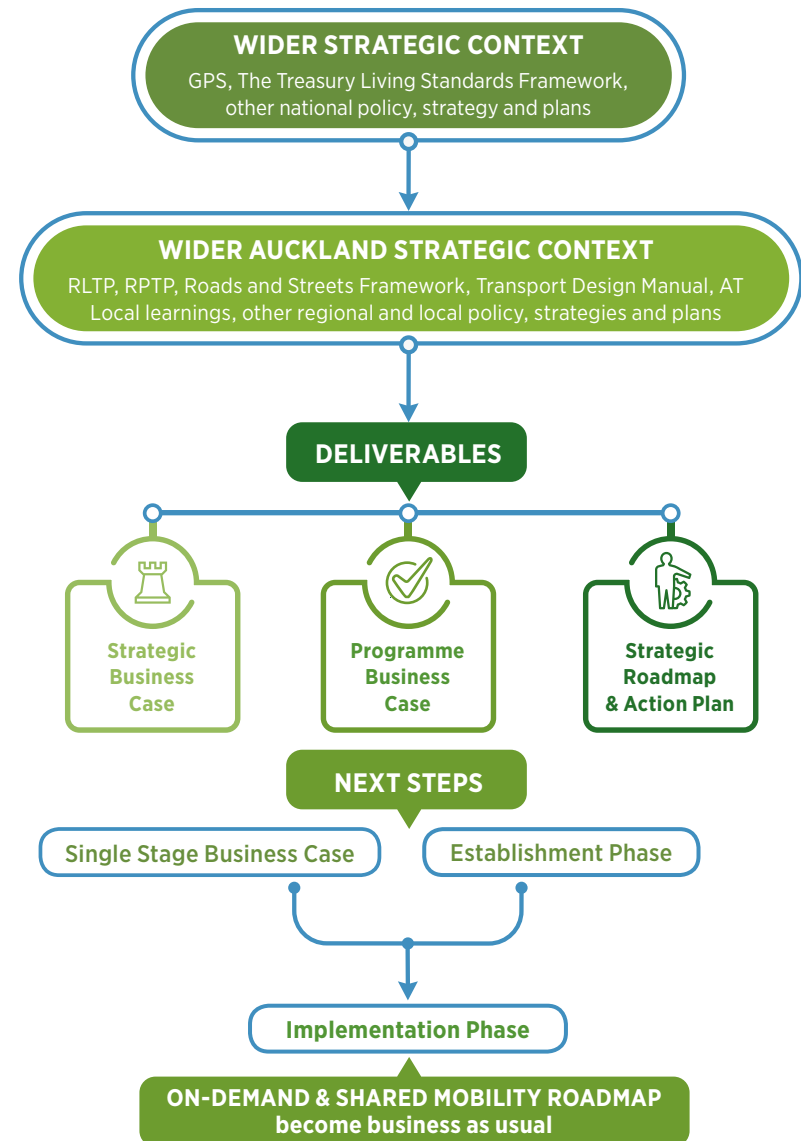 WIDER STRATEGIC CONTEXT
GPS, The Treasury Living Standards Framework,
other national policy, strategy and plans
WIDER AUCKLAND STRATEGIC CONTEXT
RLTP, RPTP, Roads and Streets Framework, Transport Design Manual, AT
Local learnings, other regional and local policy, strategies and plans
DELIVERABLES
Strategic
Business
Case
Programme
Business
Case
Strategic
Roadmap
& Action Plan
NEXT STEPS
Single Stage Business Case
Establishment Phase
Implementation Phase
ON-DEMAND & SHARED MOBILITY ROADMAP
become business as usual